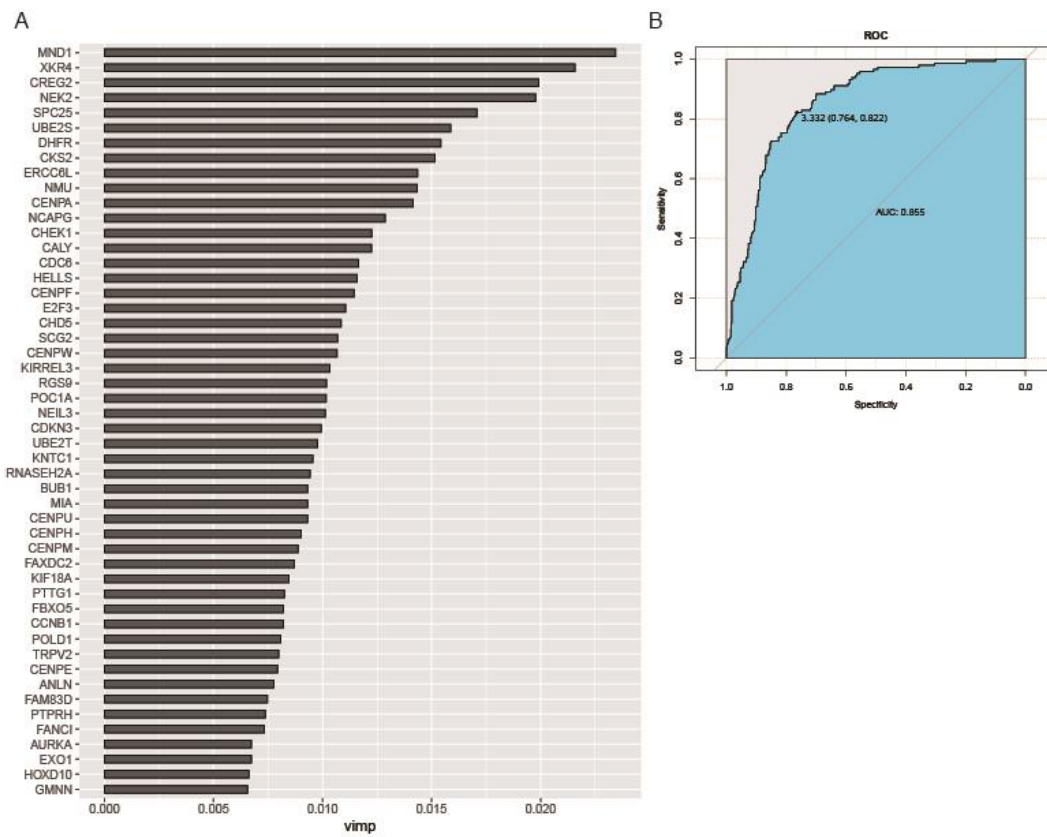 A
MND1
XKR4
CREG2
NEK2
SPC25
UBE2S
DHFR
CKS2
ERCC6L
NMU
CENPA
NCAPG
CHEK1
CALY
CDC6
HELLS
CENPF
E2F3
CHD5
SCG2
CENPW
KIRREL3
RGS9
POC1A
NEIL3
CDKN3
UBE2T
KNTC1
RNASEH2A
BUB1
MIA
CENPU
CENPH
CENPM
FAXDC2
KIF18A
PTTG1
FBXO5
CCNB1
POLD1
TRPV2
CENPE
ANLN
FAM83D
PTPRH
FANCI
AURKA
EXO1
HOXD10
GMNN
0.000 0.005 0.010 0.015 0.020
vimp
B
ROC
Sensitivity
1.0
0.8
0.6
0.4
0.2
0.0
3.332 (0.764, 0.822)
AUC: 0.855
1.0 0.8 0.6 0.4 0.2 0.0
Specificity